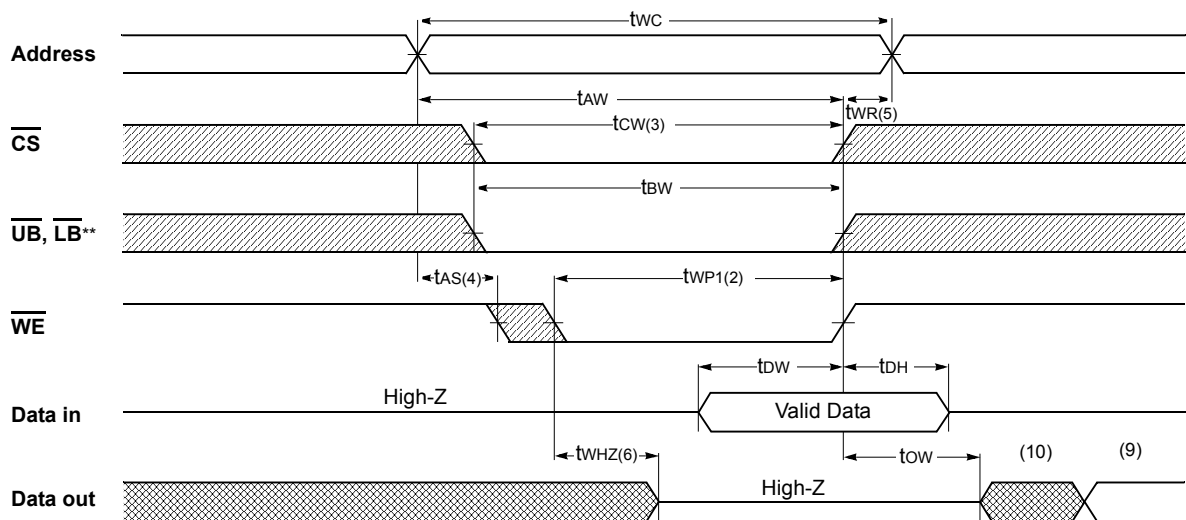 tWC
Address
tAW
tWR(5)
tCW(3)
CS
tBW
UB, LB**
tAS(4)
tWP1(2)
WE
tDW
tDH
High-Z
Data in
Valid Data
tWHZ(6)
tOW
(10)
(9)
High-Z
Data out